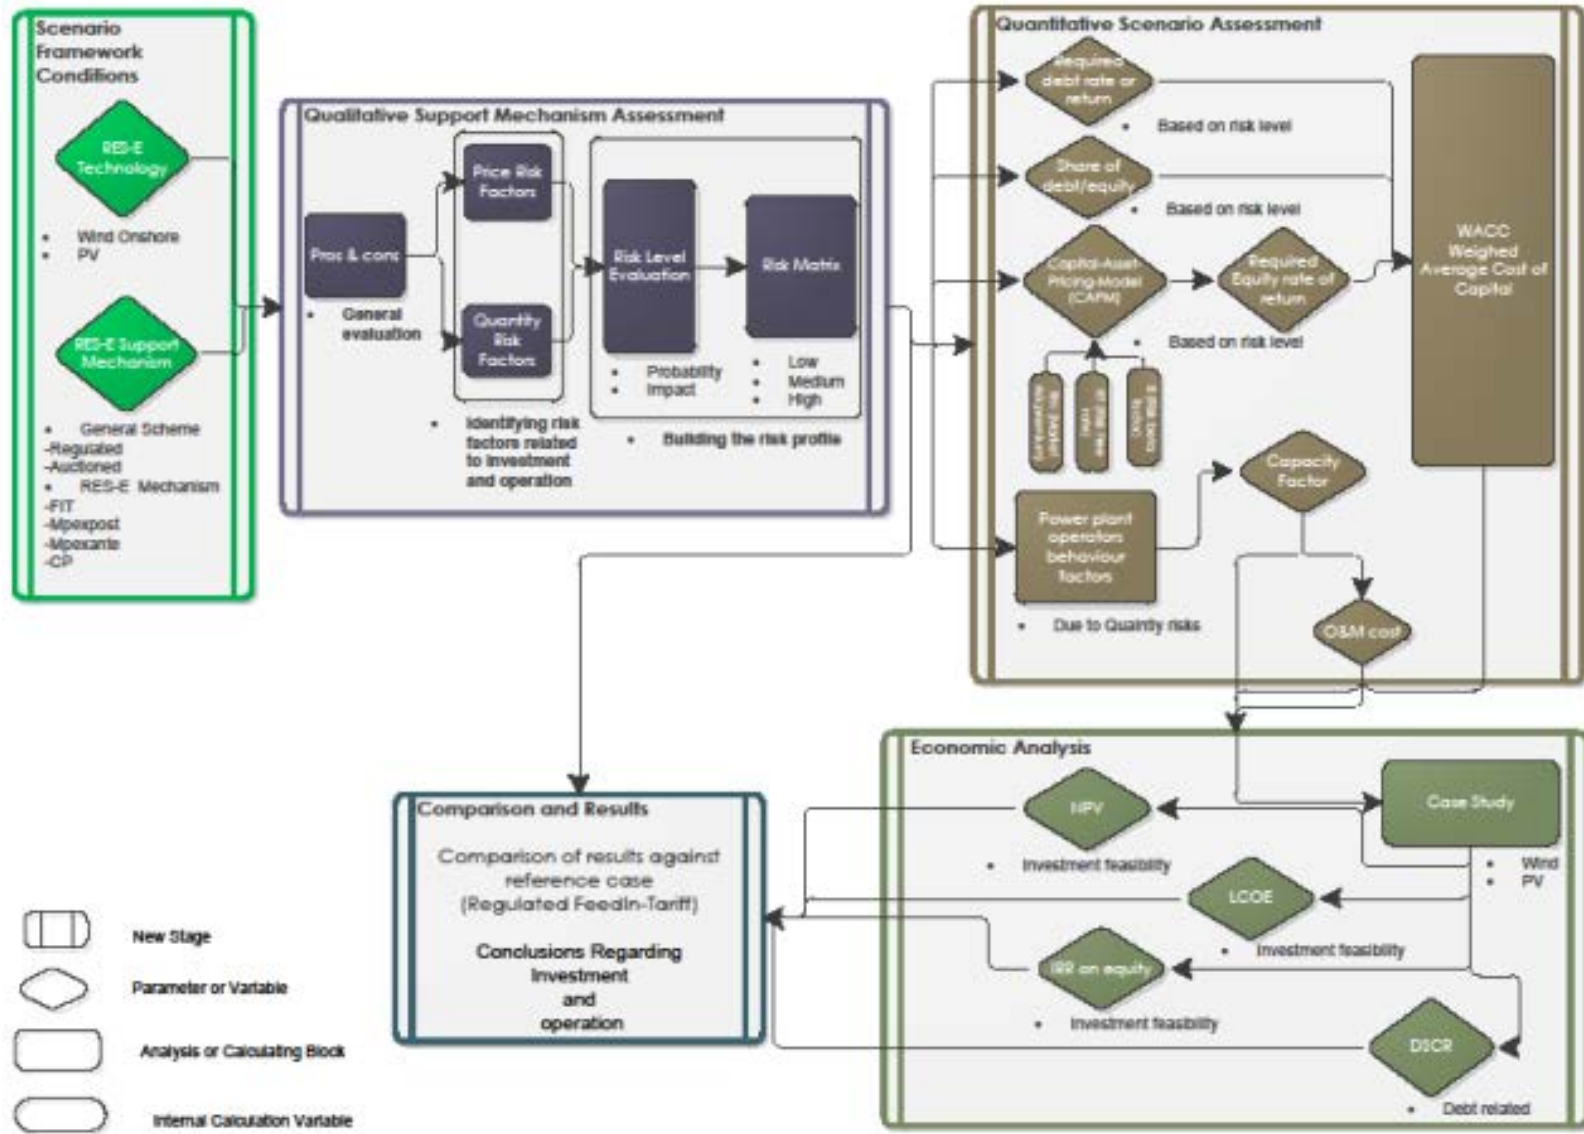 Scenario
Framework
Conditions
RES-E
Technology
• Wind Onshore
• PV
RES-E Support
Mechanism
• General Scheme
-Regulated
-Auctioned
• RES-E Mechanism
-FIT
-Mpexpost
-Mpexante
-CP
Qualitative Support Mechanism Assessment
Pros & cons
• General
evaluation
Price Risk
Factors
Quantity
Risk
Factors
• Identifying risk
factors related
to investment
and operation
Risk Level
Evaluation
• Probability
• Impact
Risk Matrix
• Low
• Medium
• High
• Building the risk profile
Quantitative Scenario Assessment
Required
debt rate or
return
• Based on risk level
Share of
debt/equity
• Based on risk level
Capital-Asset-
Pricing-Model
(CAPM)
Required
Equity rate of
return
• Based on risk level
WACC
Weighed
Average Cost of
Capital
Power plant
operators
behaviour
factors
• Due to Quaintly risks
Capacity
Factor
O&M cost
Economic Analysis
Case Study
• Wind
• PV
NPV
• Investment feasibility
LCOE
• Investment feasibility
IRR on equity
• Investment feasibility
DSCR
• Debt related
Comparison and Results
Comparison of results against
reference case
(Regulated FeedIn-Tariff)
Conclusions Regarding
Investment
and
operation
New Stage
Parameter or Variable
Analysis or Calculating Block
Internal Calculation Variable